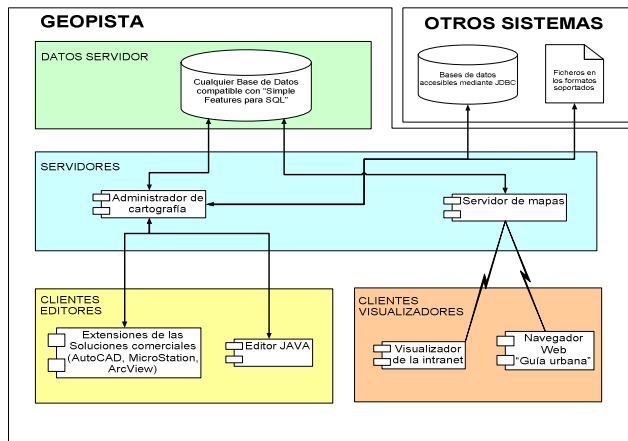 GEOPISTA
OTROS SISTEMAS
DATOS SERVIDOR
Cualquier Base de Datos
compatible con "Simple
Features para SQL"
Bases de datos
accesibles mediante JDBC
Ficheros en
los formatos
soportados
SERVIDORES
Administrador de
cartografía
Servidor de mapas
CLIENTES
EDITORES
Extensiones de las
Soluciones comerciales
(AutoCAD, MicroStation,
ArcView)
Editor JAVA
CLIENTES
VISUALIZADORES
Visualizador
de la intranet
Navegador
Web
"Guía urbana"